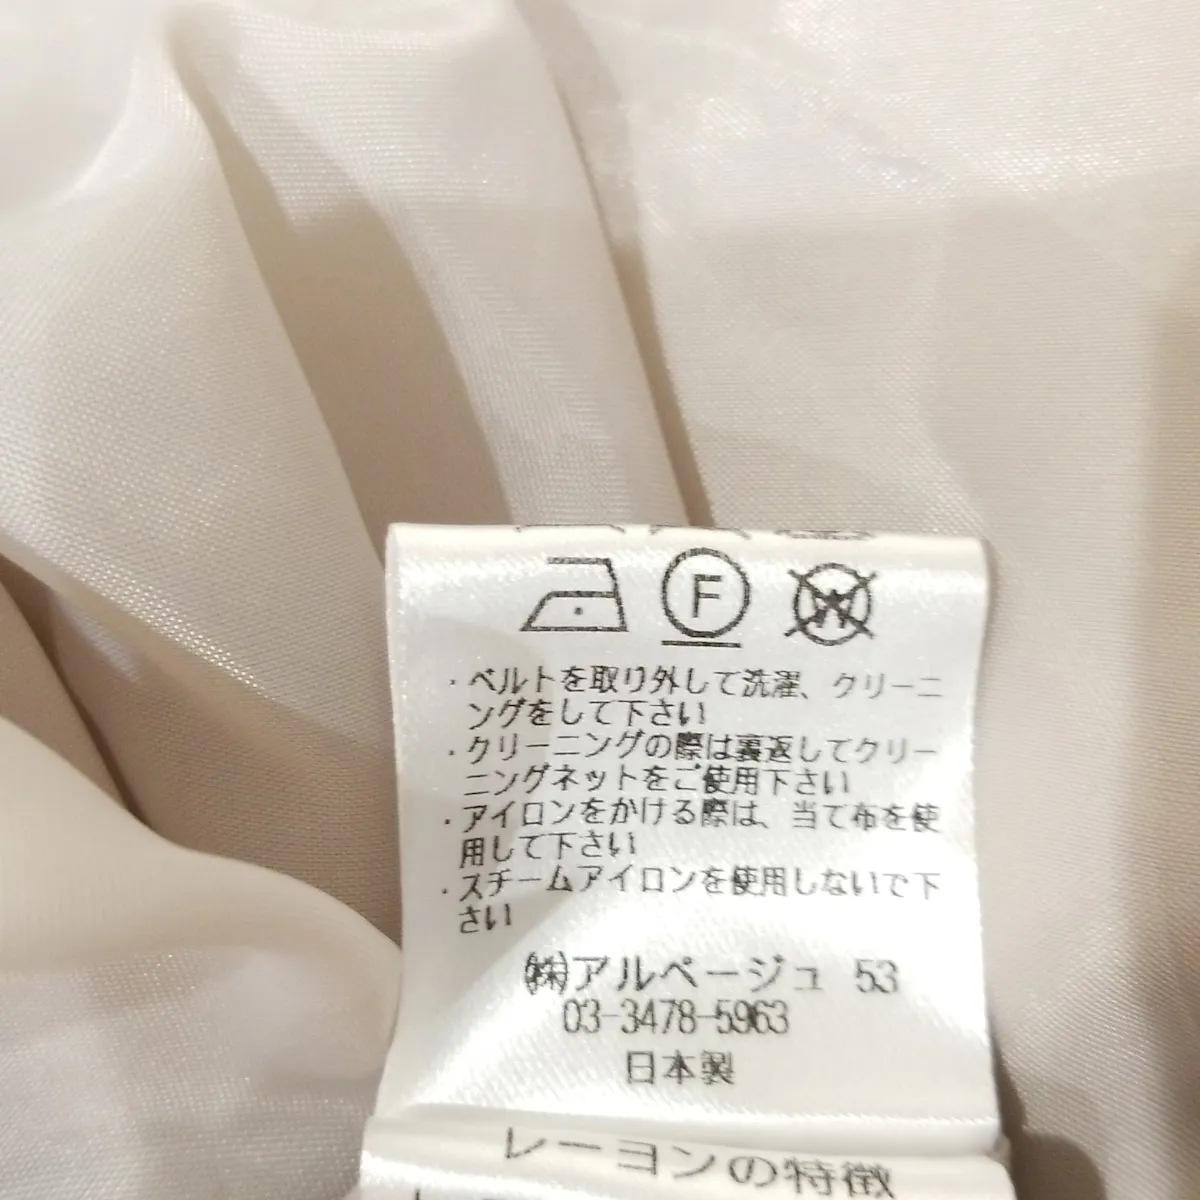 F
W
・ベルトを取り外して洗濯、クリーニ
ングをして下さい
・クリーニングの際は裏返してクリー
ニングネットをご使用下さい
・アイロンをかける際は、当て布を使
用して下さい
・スチームアイロンを使用しないで下
さい
㈱アルページュ 53
03-3478-5963
日本製
レーヨンの特徴